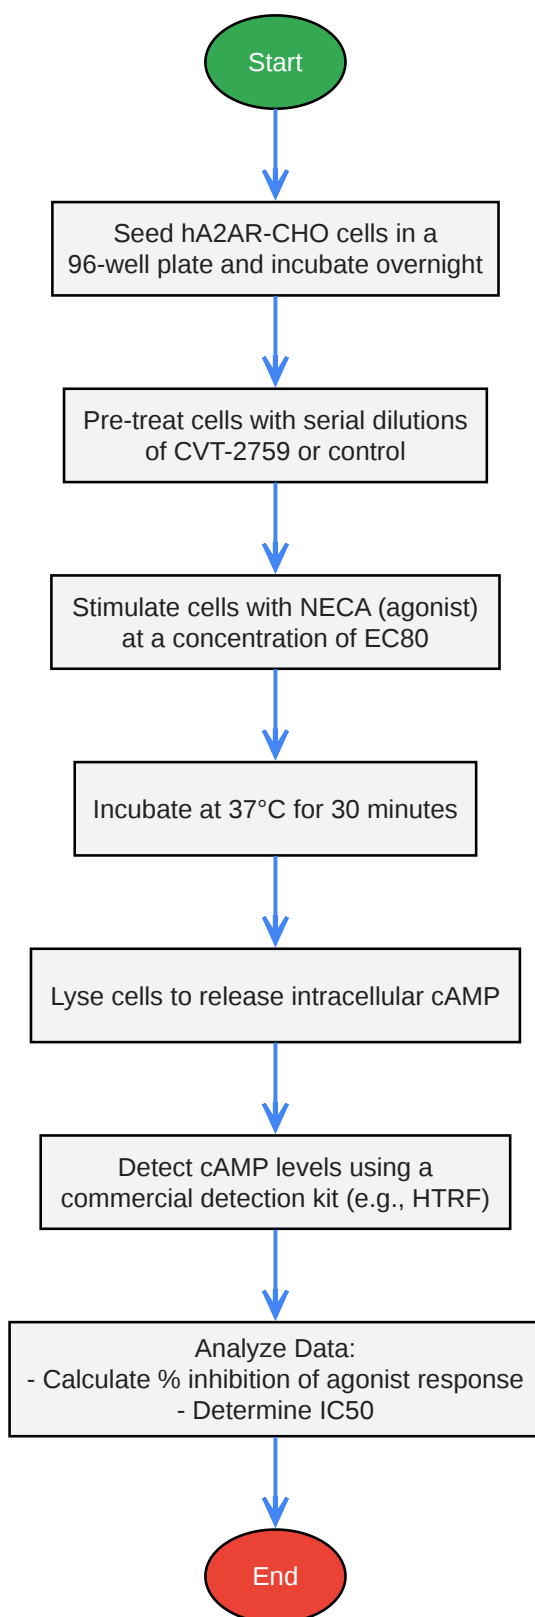 Start
Seed hA2AR-CHO cells in a
96-well plate and incubate overnight
Pre-treat cells with serial dilutions
of CVT-2759 or control
Stimulate cells with NECA (agonist)
at a concentration of EC80
Incubate at 37°C for 30 minutes
Lyse cells to release intracellular cAMP
Detect cAMP levels using a
commercial detection kit (e.g., HTRF)
Analyze Data:
- Calculate % inhibition of agonist response
- Determine IC50
End